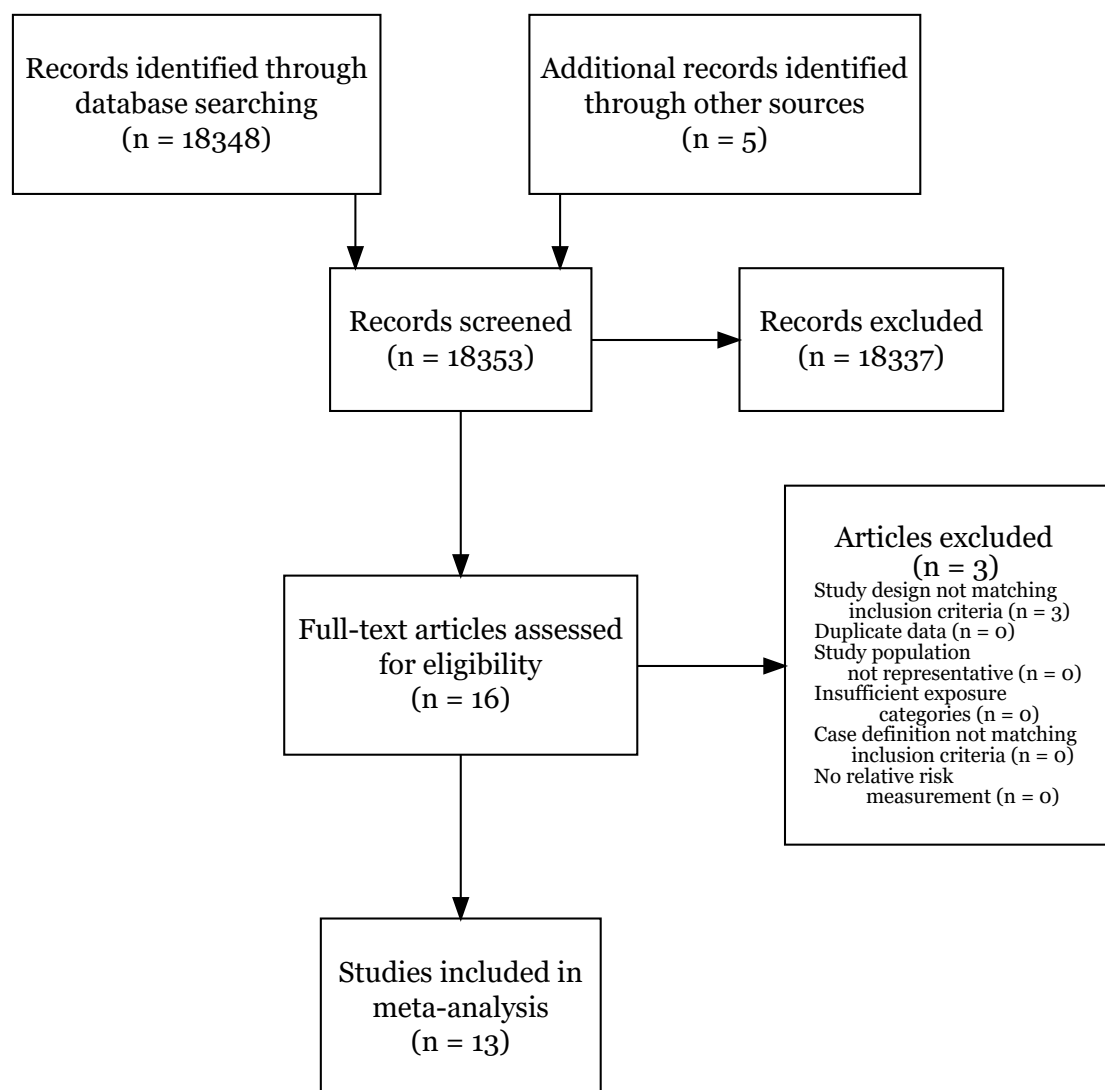 Records identified through
database searching
(n = 18348)
Additional records identified
through other sources
(n = 5)
Records screened
(n = 18353)
Records excluded
(n = 18337)
Full-text articles assessed
for eligibility
(n = 16)
Articles excluded
(n = 3)
Study design not matching
inclusion criteria (n = 3)
Duplicate data (n = 0)
Study population
not representative (n = 0)
Insufficient exposure
categories (n = 0)
Case definition not matching
inclusion criteria (n = 0)
No relative risk
measurement (n = 0)
Studies included in
meta-analysis
(n = 13)